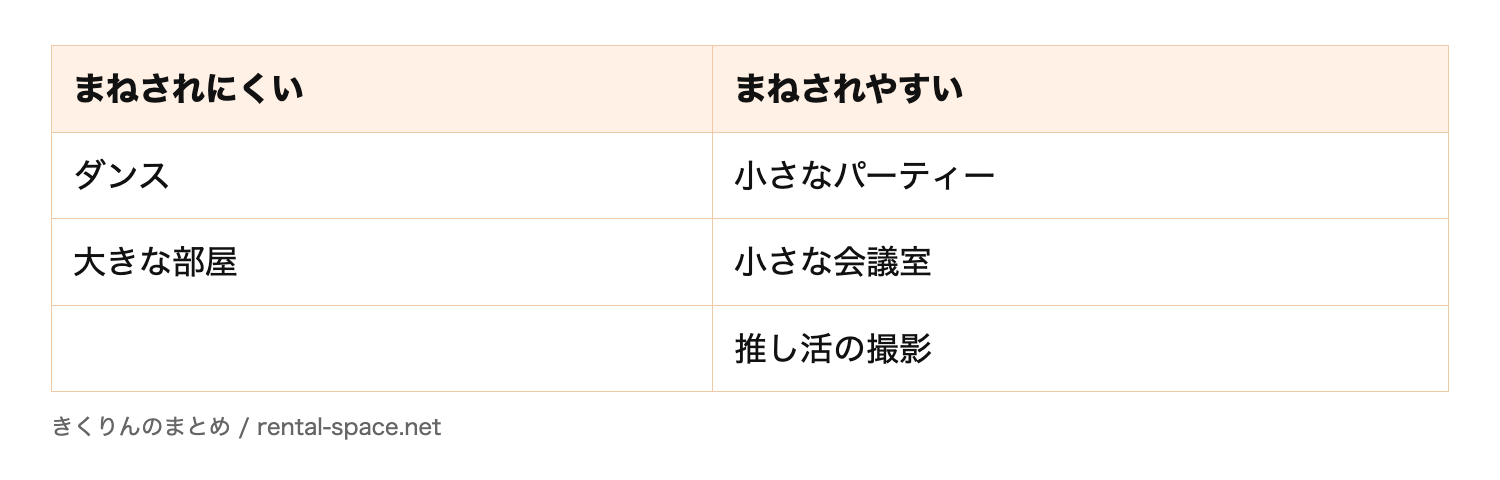 まねされにくい まねされやすい
ダンス 小さなパーティー
大きな部屋 小さな会議室
推し活の撮影
きくりんのまとめ / rental-space.net